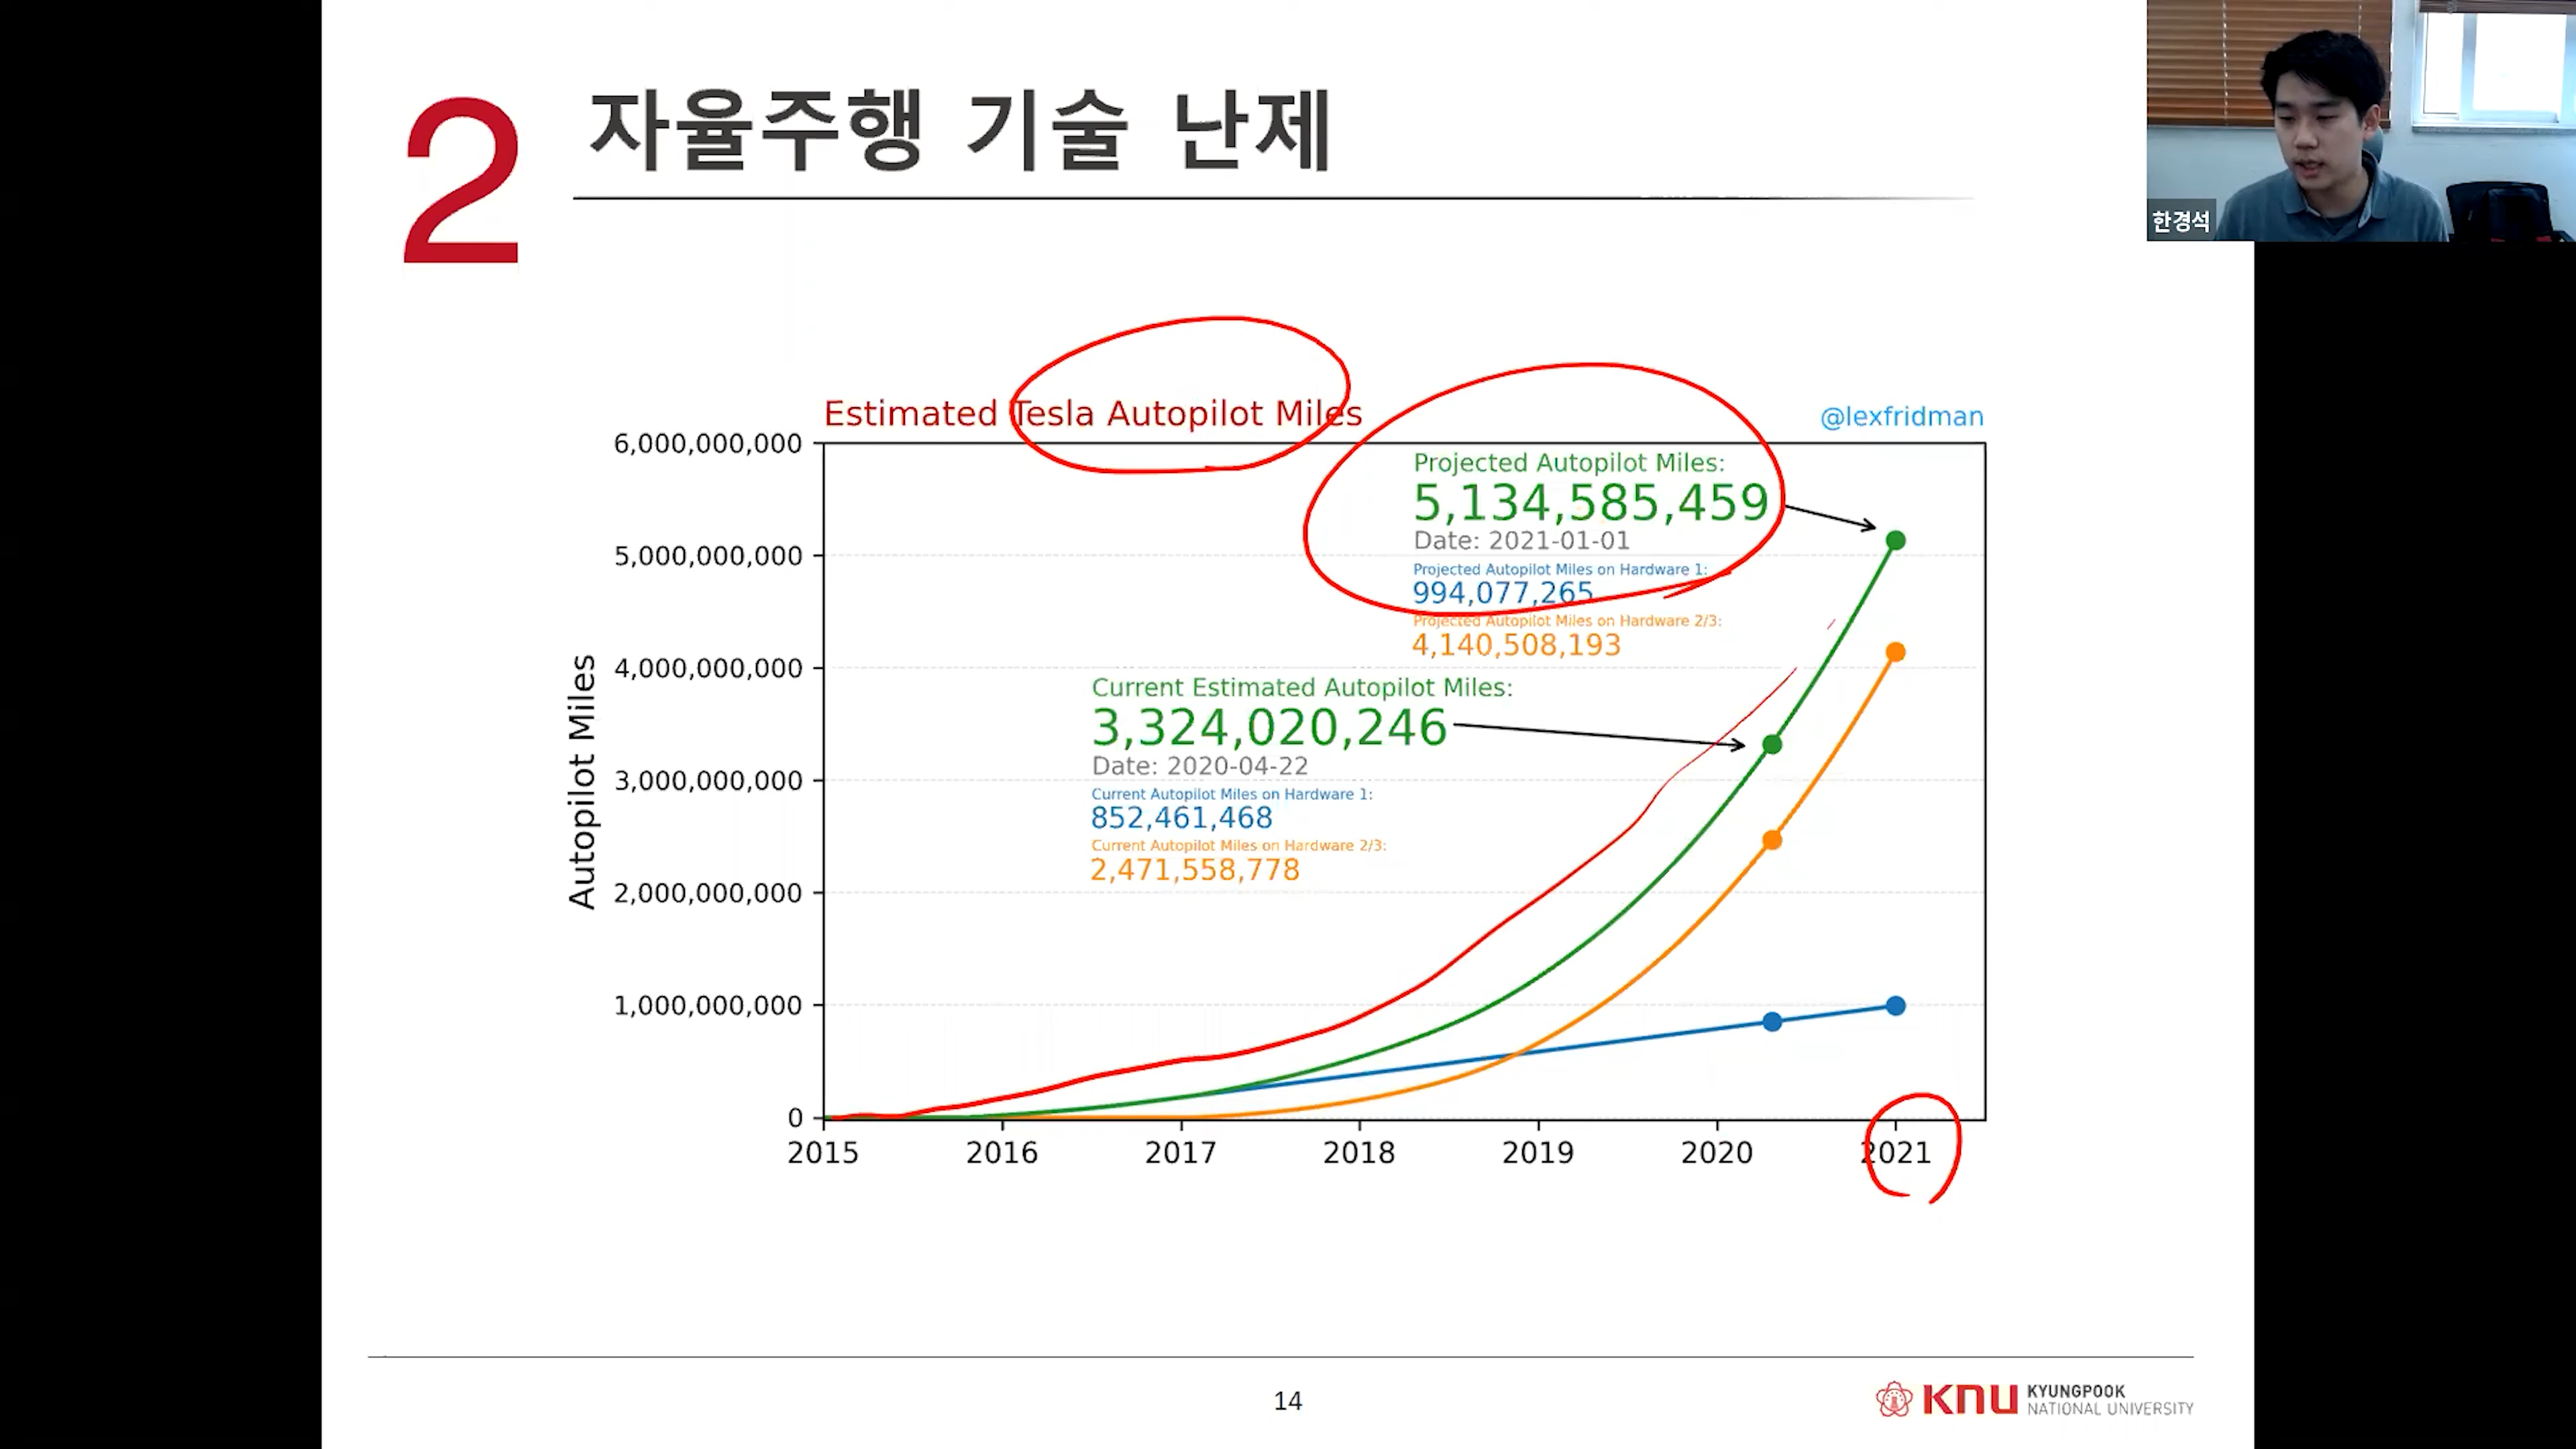 2
자율주행 기술 난제
한경석
Estimated Tesla Autopilot Miles
@lexfridman
6,000,000,000
5,000,000,000
4,000,000,000
3,000,000,000
2,000,000,000
1,000,000,000
0
Autopilot Miles
Projected Autopilot Miles:
5,134,585,459
Date: 2021-01-01
Projected Autopilot Miles on Hardware 1:
994,077,265
Projected Autopilot Miles on Hardware 2/3:
4,140,508,193
Current Estimated Autopilot Miles:
3,324,020,246
Date: 2020-04-22
Current Autopilot Miles on Hardware 1:
852,461,468
Current Autopilot Miles on Hardware 2/3:
2,471,558,778
2015 2016 2017 2018 2019 2020 2021
14
KNU KYUNGPOOK
NATIONAL UNIVERSITY